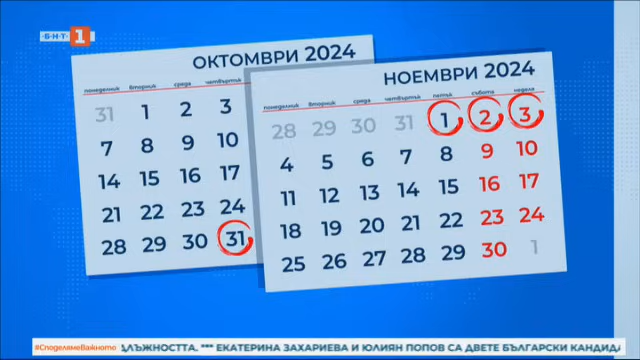 БНТ 1
ОКТОМВРИ 2024
понеделник вторник сряда четвъртък
31 1 2 3
7 8 9 10
14 15 16 17
21 22 23 24
28 29 30 31
НОЕМВРИ 2024
понеделник вторник сряда четвъртък петък събота неделя
28 29 30 31 1 2 3
4 5 6 7 8 9 10
11 12 13 14 15 16 17
18 19 20 21 22 23 24
25 26 27 28 29 30 1
#Споделямеважното ДЛЪЖНОСТТА. *** ЕКАТЕРИНА ЗАХАРИЕВА И ЮЛИЯН ПОПОВ СА ДВЕТЕ БЪЛГАРСКИ КАНДИДА